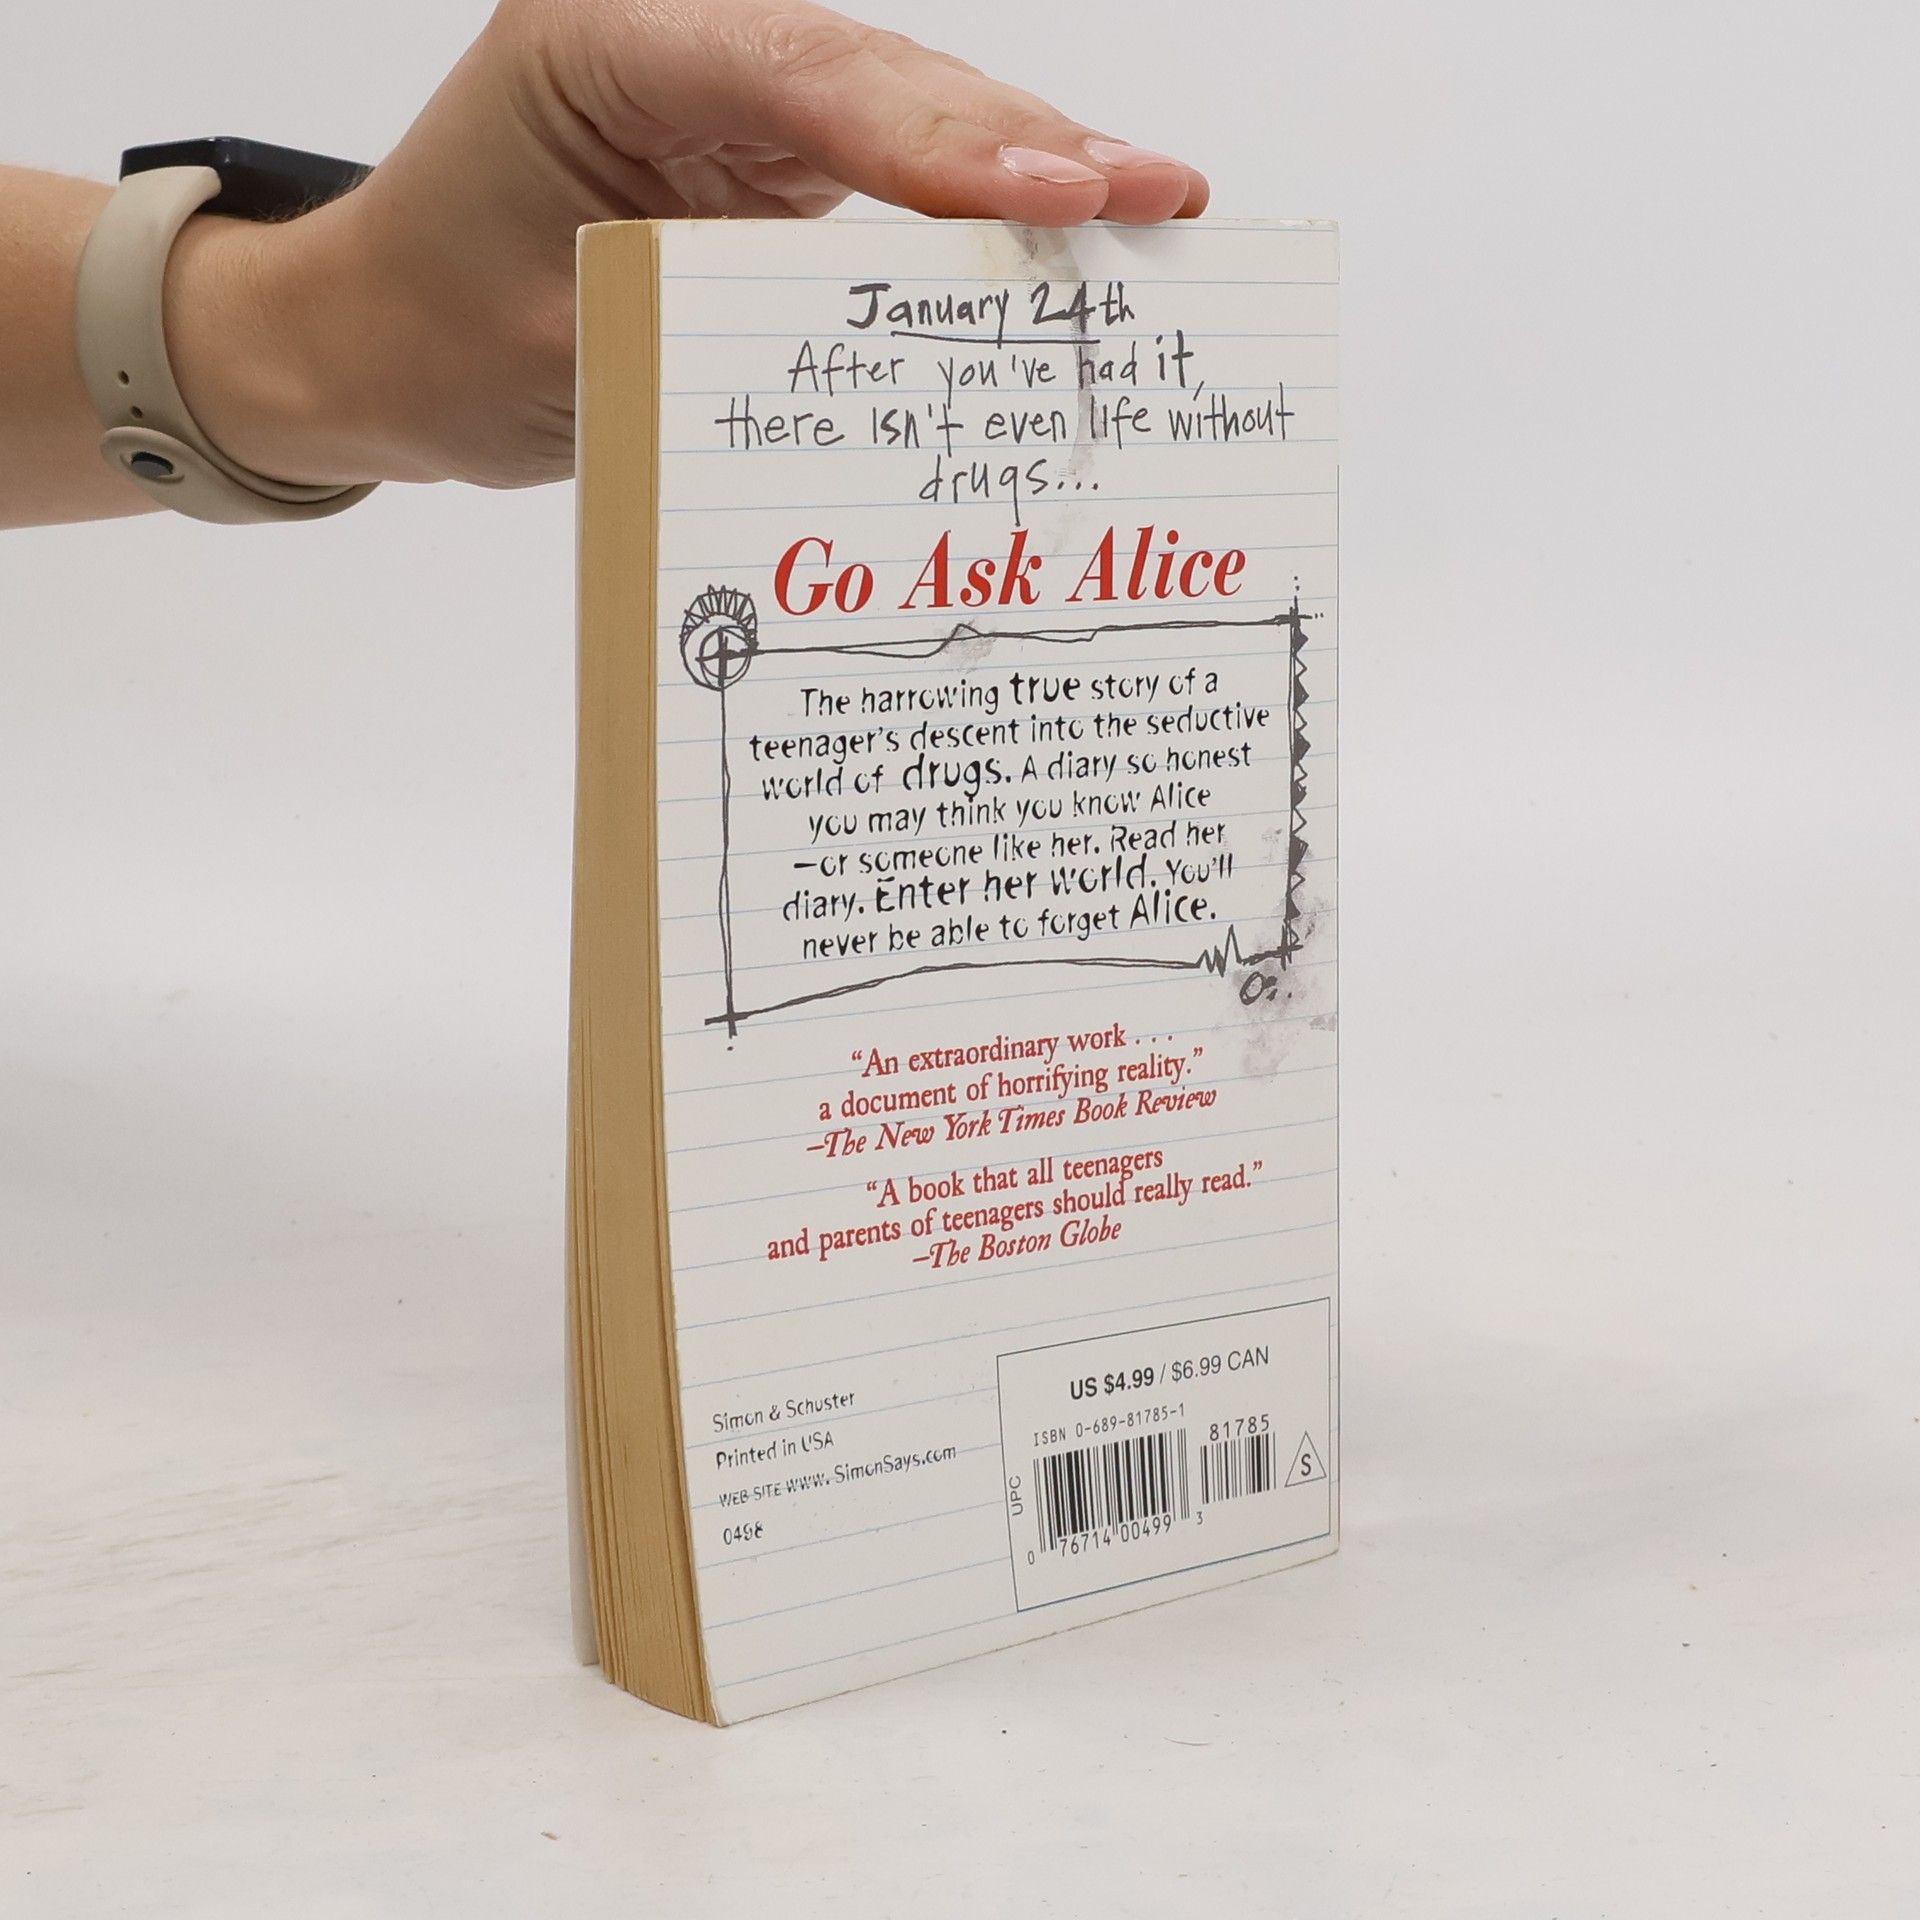 January 24th
After you've had it,
there isn't even life without
drugs...
Go Ask Alice
The harrowing true story of a
teenager's descent into the seductive
world of drugs. A diary so honest
you may think you know Alice
—or someone like her. Read her
diary. Enter her world. You'll
never be able to forget Alice.
“An extraordinary work . . .
a document of horrifying reality.”
–The New York Times Book Review
“A book that all teenagers
and parents of teenagers should really read.”
–The Boston Globe
Simon & Schuster
Printed in USA
WEB SITE www.SimonSays.com
0498
US $4.99 / $6.99 CAN
ISBN 0-689-81785-1
81785
UPC
S
0 76714 00499 3